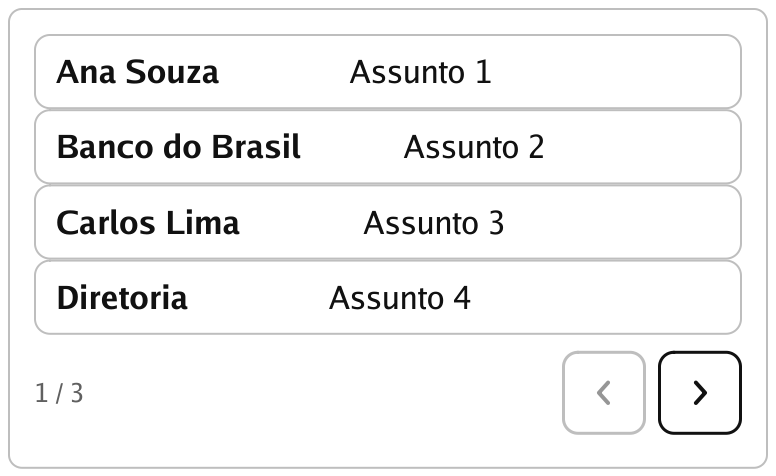 Ana Souza Assunto 1
Banco do Brasil Assunto 2
Carlos Lima Assunto 3
Diretoria Assunto 4
1 / 3